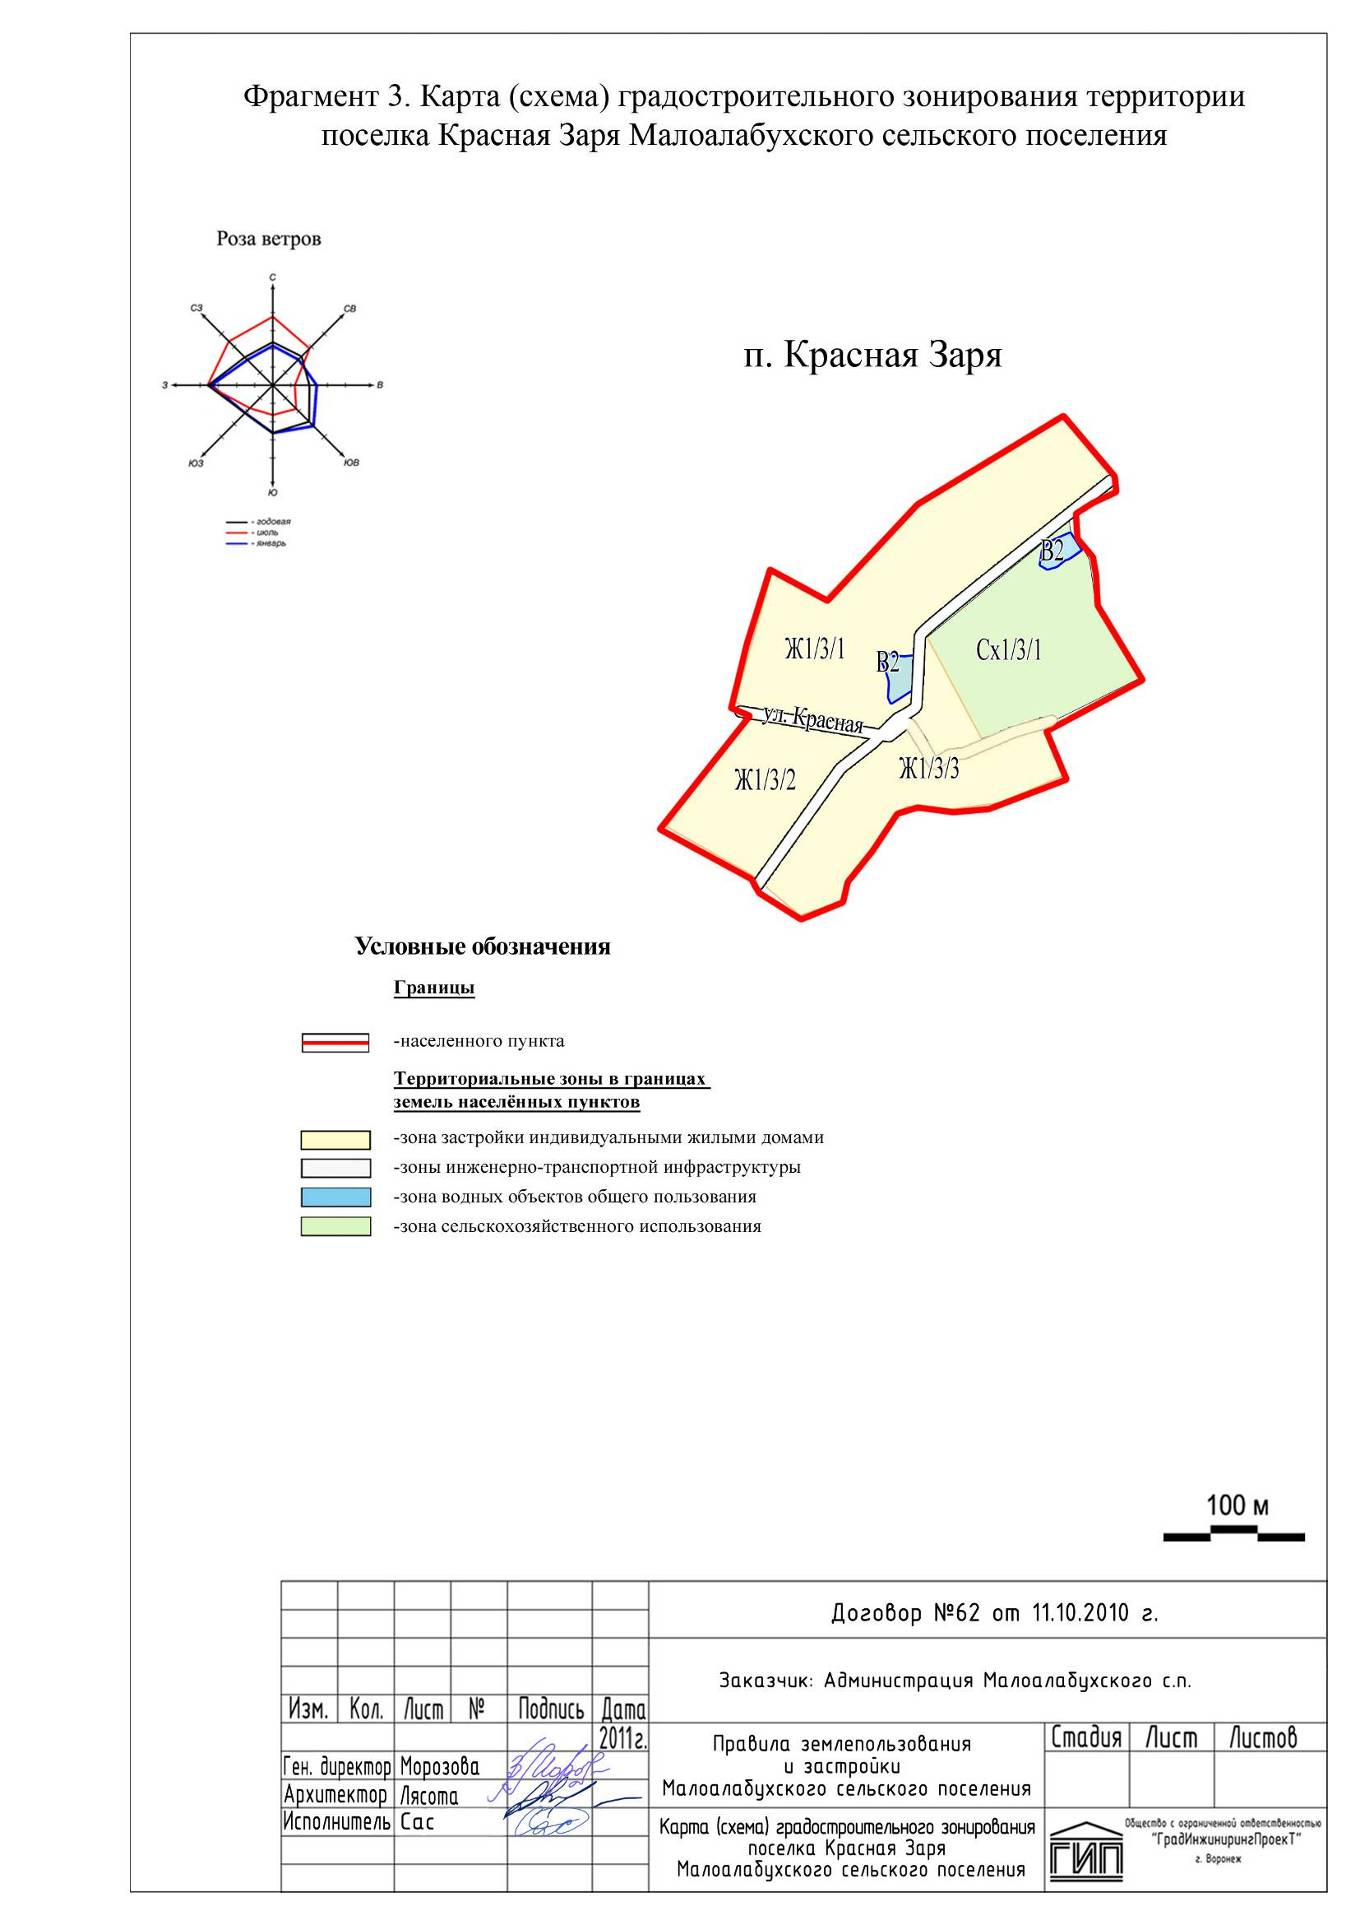 Фрагмент 3. Карта (схема) градостроительного зонирования территории
поселка Красная Заря Малоалабухского сельского поселения
Роза ветров
С
СЗ
СВ
З
В
ЮЗ
ЮВ
Ю
- годовая
- июль
- январь
п. Красная Заря
В2
Ж1/3/1
В2
Сх1/3/1
ул. Красная
Ж1/3/2
Ж1/3/3
Условные обозначения
Границы
-населенного пункта
Территориальные зоны в границах
земель населённых пунктов
-зона застройки индивидуальными жилыми домами
-зоны инженерно-транспортной инфраструктуры
-зона водных объектов общего пользования
-зона сельскохозяйственного использования
100 м
Договор №62 от 11.10.2010 г.
Заказчик: Администрация Малоалабухского с.п.
Изм. Кол. Лист № Подпись Дата
2011г.
Ген. директор Морозова
Архитектор Лясота
Исполнитель Сас
Правила землепользования
и застройки
Малоалабухского сельского поселения
Стадия Лист Листов
Карта (схема) градостроительного зонирования
поселка Красная Заря
Малоалабухского сельского поселения
ГИП
Общество с ограниченной ответственностью
"ГрадИнжинирингПроекТ"
г. Воронеж